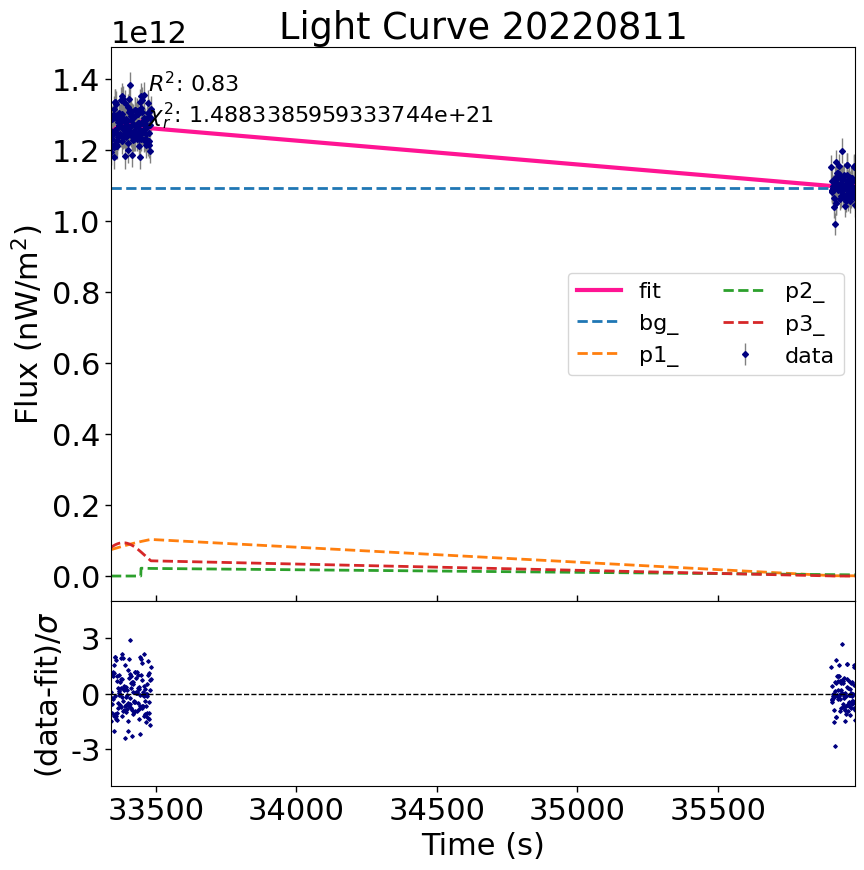 Light Curve 20220811
1e12
R²: 0.83
χ²ᵣ: 1.4883385959333744e+21
1.4
1.2
1.0
0.8
0.6
0.4
0.2
0.0
Flux (nW/m²)
fit
bg_
p1_
p2_
p3_
data
3
0
-3
(data-fit)/σ
33500 34000 34500 35000 35500
Time (s)